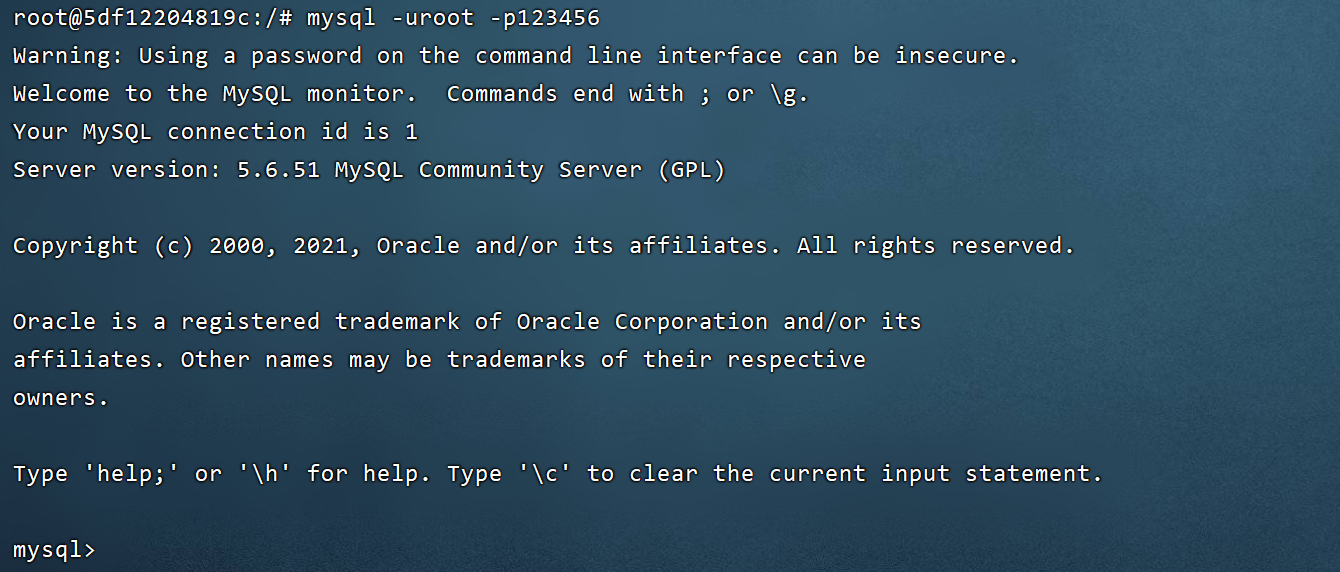 root@5df12204819c:/# mysql -uroot -p123456
Warning: Using a password on the command line interface can be insecure.
Welcome to the MySQL monitor.  Commands end with ; or \g.
Your MySQL connection id is 1
Server version: 5.6.51 MySQL Community Server (GPL)
Copyright (c) 2000, 2021, Oracle and/or its affiliates. All rights reserved.
Oracle is a registered trademark of Oracle Corporation and/or its
affiliates. Other names may be trademarks of their respective
owners.
Type 'help;' or '\h' for help. Type '\c' to clear the current input statement.
mysql>